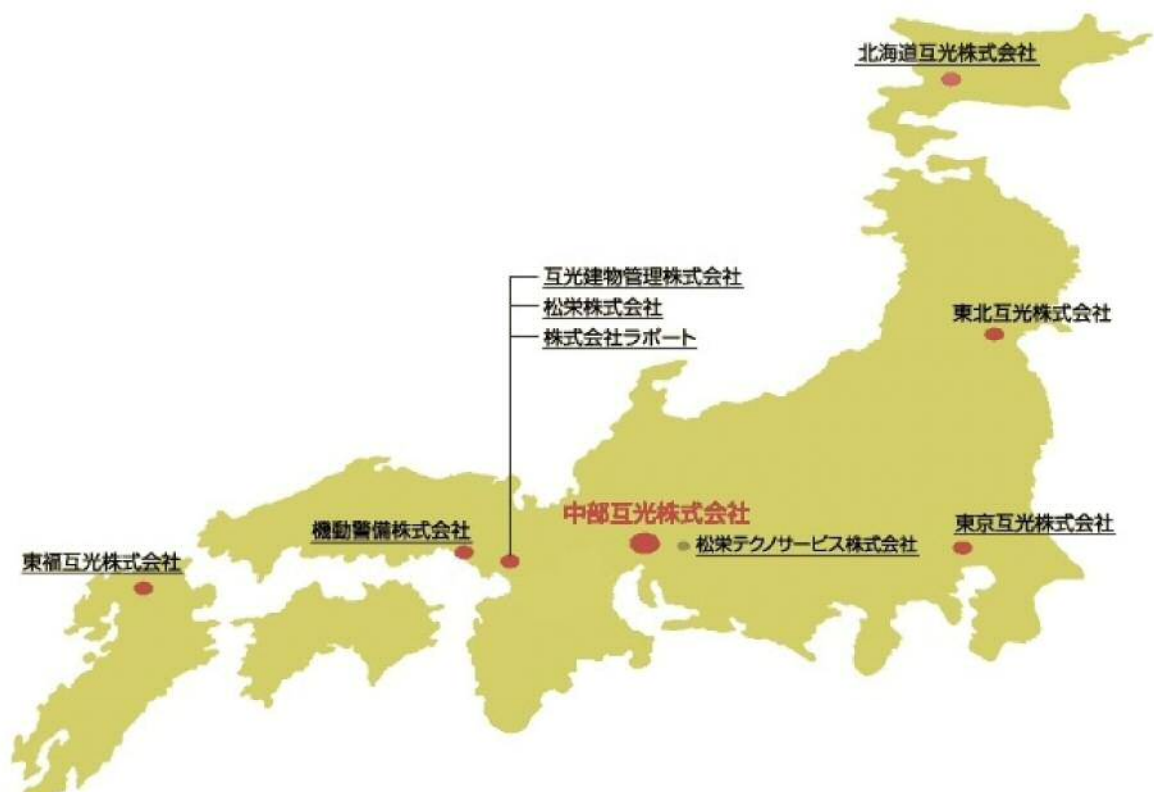 北海道互光株式会社
互光建物管理株式会社
松栄株式会社
株式会社ラポート
東北互光株式会社
中部互光株式会社
機動警備株式会社
東京互光株式会社
松栄テクノサービス株式会社
東福互光株式会社